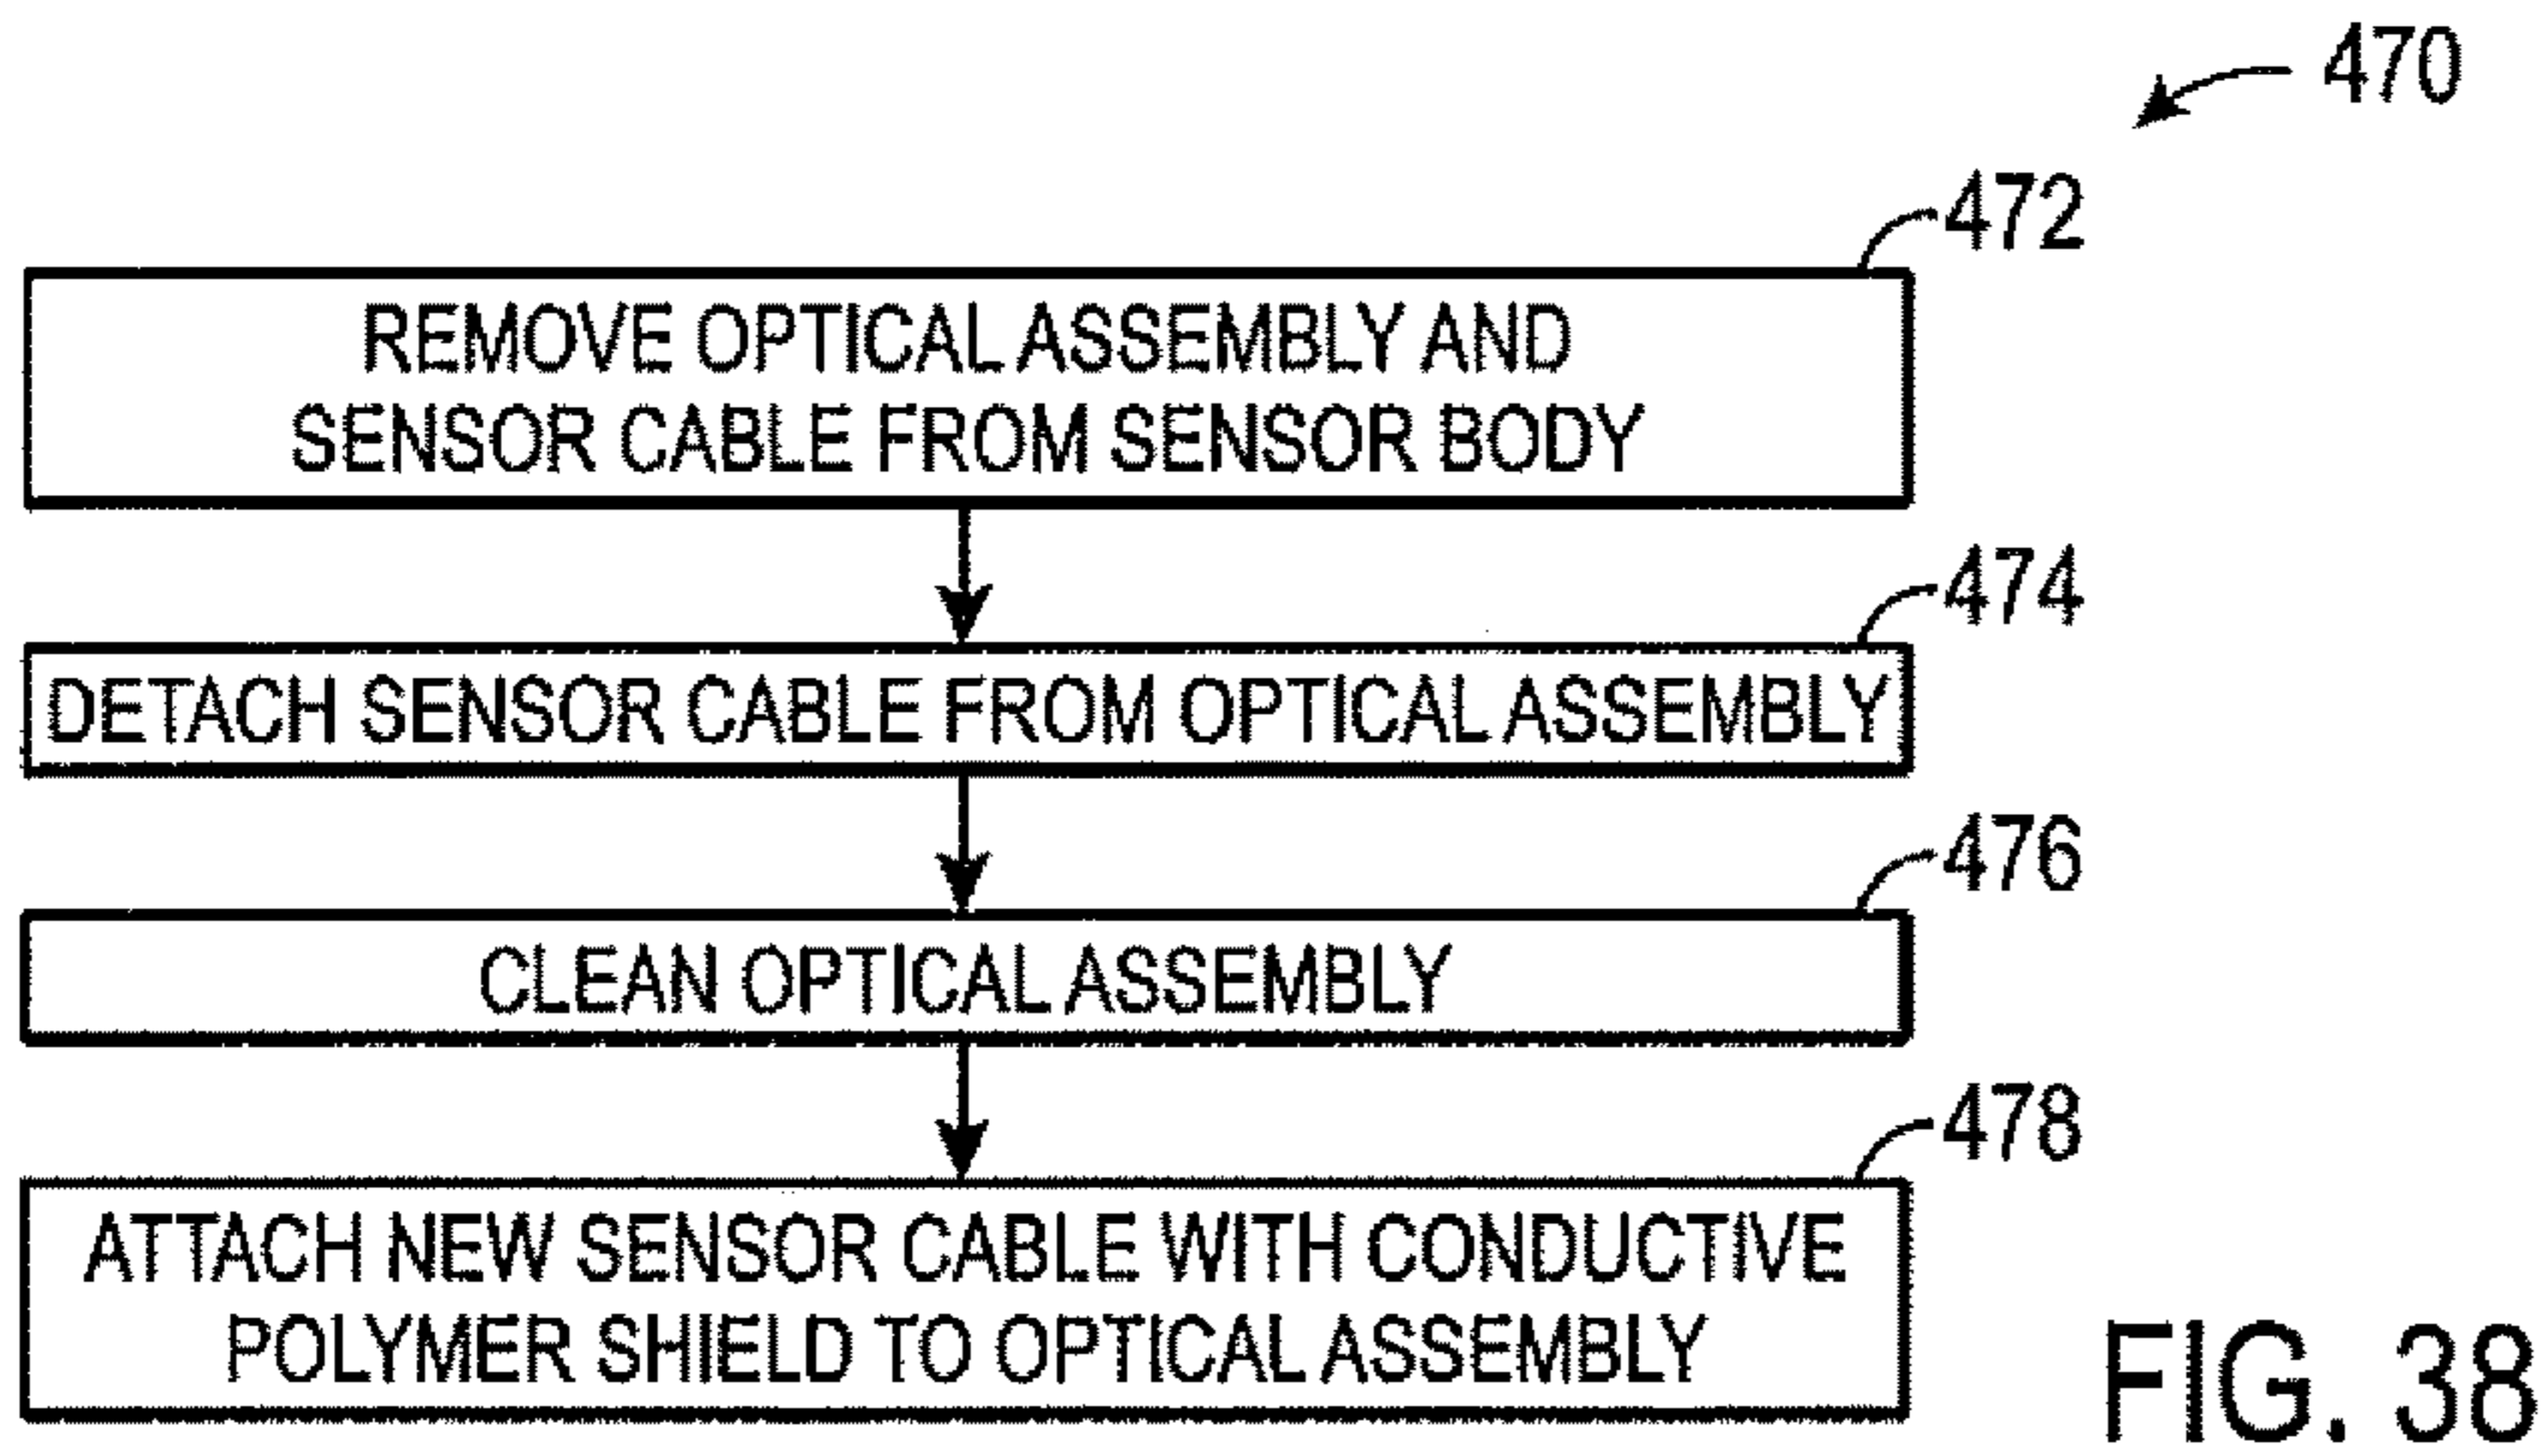 470
472
REMOVE OPTICAL ASSEMBLY AND
SENSOR CABLE FROM SENSOR BODY
474
DETACH SENSOR CABLE FROM OPTICAL ASSEMBLY
476
CLEAN OPTICAL ASSEMBLY
478
ATTACH NEW SENSOR CABLE WITH CONDUCTIVE
POLYMER SHIELD TO OPTICAL ASSEMBLY
FIG. 38